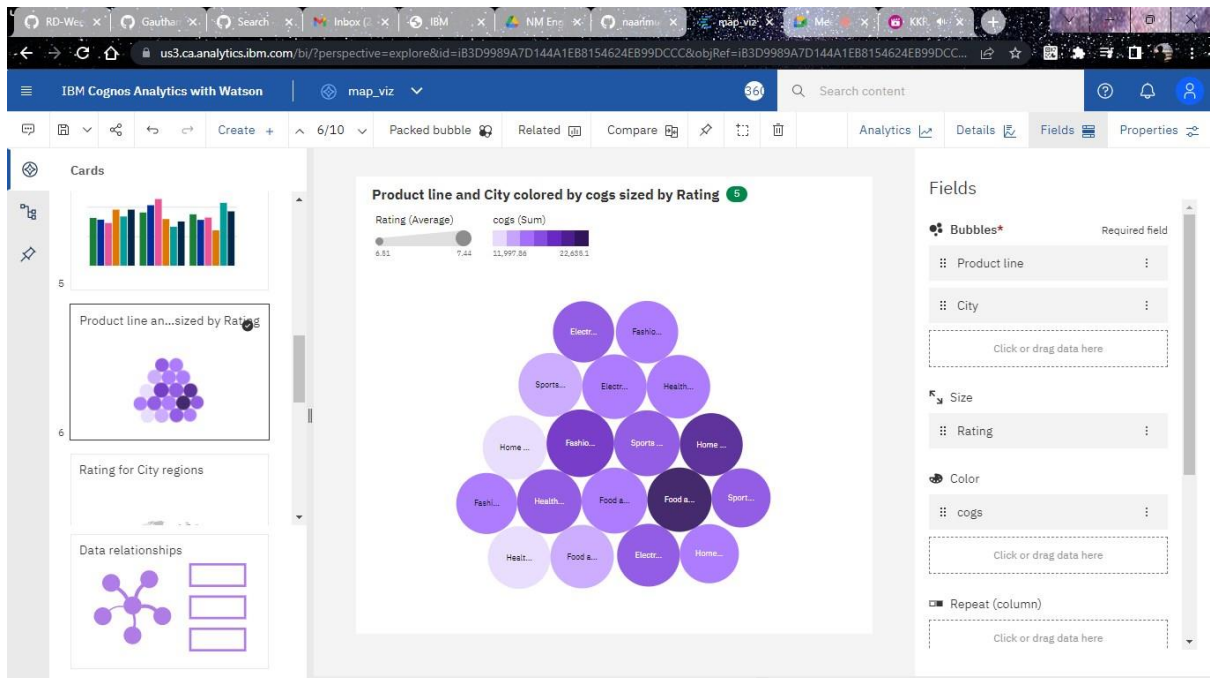 RD-Wee
Gauthar
Search
Inbox (2
IBM
NM Eng
naarimu
map_viz
Me
KKR
us3.ca.analytics.ibm.com/bi/?perspective=explore&id=iB3D9989A7D144A1EB8154624EB99DCCC&objRef=iB3D9989A7D144A1EB8154624EB99DCC...
IBM Cognos Analytics with Watson
map_viz
360
Search content
Create +
6/10
Packed bubble
Related
Compare
Analytics
Details
Fields
Properties
Cards
5
Product line an...sized by Rating
6
Rating for City regions
Data relationships
Product line and City colored by cogs sized by Rating 5
Rating (Average)
cogs (Sum)
6.51
7.44
11,997.86
22,635.1
Electr...
Fashio...
Sports...
Electr...
Health...
Home ...
Fashio...
Sports ...
Home ...
Fashi...
Health...
Food a...
Food a...
Sport...
Healt...
Food a...
Electr...
Home...
Fields
Bubbles*
Required field
Product line
City
Click or drag data here
Size
Rating
Color
cogs
Click or drag data here
Repeat (column)
Click or drag data here